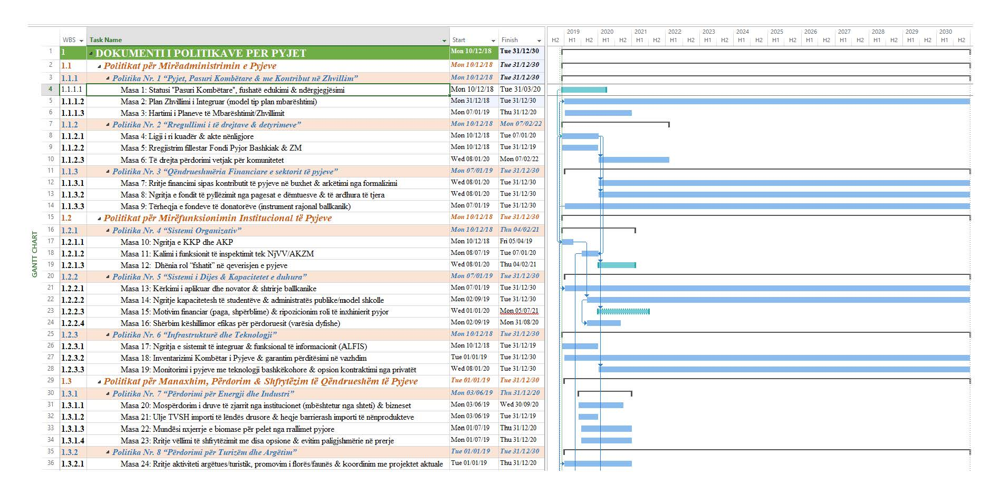 2019 2020 2021 2022 2023 2024 2025 2026 2027 2028 2029 2030
WBS Task Name Start Finish H2 H1 H2 H1 H2 H1 H2 H1 H2 H1 H2 H1 H2 H1 H2 H1 H2 H1 H2 H1 H2 H1 H2 H1 H2
1 1 DOKUMENTI I POLITIKAVE PER PYJET Mon 10/12/18 Tue 31/12/30
2 1.1 Politikat për Mirëadministrimin e Pyjeve Mon 10/12/18 Tue 31/12/30
3 1.1.1 Politika Nr. 1 “Pyjet, Pasuri Kombëtare & me Kontribut në Zhvillim” Mon 10/12/18 Tue 31/12/30
4 1.1.1.1 Masa 1: Statusi "Pasuri Kombëtare", fushatë edukimi & ndërgjegjësimi Mon 10/12/18 Tue 31/03/20
5 1.1.1.2 Masa 2: Plan Zhvillimi i Integruar (model tip plan mbarështimi) Mon 31/12/18 Tue 31/12/30
6 1.1.1.3 Masa 3: Hartimi i Planeve të Mbarështimit/Zhvillimit Mon 07/01/19 Thu 31/12/20
7 1.1.2 Politika Nr. 2 “Rregullimi i të drejtave & detyrimeve” Mon 10/12/18 Mon 07/02/22
8 1.1.2.1 Masa 4: Ligji i ri kuadër & akte nënligjore Mon 10/12/18 Tue 07/01/20
9 1.1.2.2 Masa 5: Rregjistrim fillestar Fondi Pyjor Bashkiak & ZM Mon 10/12/18 Tue 31/12/19
10 1.1.2.3 Masa 6: Të drejta përdorimi vetjak për komunitetet Wed 08/01/20 Mon 07/02/22
11 1.1.3 Politika Nr. 3 “Qëndrueshmëria Financiare e sektorit të pyjeve” Mon 07/01/19 Tue 31/12/30
12 1.1.3.1 Masa 7: Rritje financimi sipas kontributit të pyjeve në buxhet & arkëtimi nga formalizimi Wed 08/01/20 Tue 31/12/30
13 1.1.3.2 Masa 8: Ngritja e fondit të pyllëzimit nga pagesat e dëmtuesve & të ardhura të tjera Wed 08/01/20 Tue 31/12/30
14 1.1.3.3 Masa 9: Tërheqja e fondeve të donatorëve (instrument rajonal ballkanik) Mon 07/01/19 Tue 31/12/30
15 1.2 Politikat për Mirëfunksionimin Institucional të Pyjeve Mon 10/12/18 Tue 31/12/30
16 1.2.1 Politika Nr. 4 “Sistemi Organizativ” Mon 10/12/18 Thu 04/02/21
17 1.2.1.1 Masa 10: Ngritja e KKP dhe AKP Mon 10/12/18 Fri 05/04/19
18 1.2.1.2 Masa 11: Kalimi i funksionit të inspektimit tek NjVV/AKZM Mon 08/07/19 Tue 07/01/20
19 1.2.1.3 Masa 12: Dhënia rol “fshatit” në qeverisjen e pyjeve Wed 08/01/20 Thu 04/02/21
20 1.2.2 Politika Nr. 5 “Sistemi i Dijes & Kapacitetet e duhura” Mon 07/01/19 Tue 31/12/30
21 1.2.2.1 Masa 13: Kërkimi i aplikuar dhe novator & shtrirje ballkanike Mon 07/01/19 Tue 31/12/30
22 1.2.2.2 Masa 14: Ngritje kapacitetesh të studentëve & administratës publike/model shkolle Mon 02/09/19 Tue 31/12/30
23 1.2.2.3 Masa 15: Motivim financiar (paga, shpërblime) & ripozicionim roli të inxhinierit pyjor Wed 01/01/20 Mon 05/07/21
24 1.2.2.4 Masa 16: Shërbim këshillimor efikas për përdoruesit (varësia dyfishe) Mon 02/09/19 Mon 31/08/20
25 1.2.3 Politika Nr. 6 “Infrastrukturë dhe Teknologji” Mon 10/12/18 Tue 31/12/30
26 1.2.3.1 Masa 17: Ngritja e sistemit të integruar & funksional të informacionit (ALFIS) Mon 10/12/18 Tue 31/12/19
27 1.2.3.2 Masa 18: Inventarizimi Kombëtar i Pyjeve & garantim përditësimi në vazhdim Tue 01/01/19 Tue 31/12/30
28 1.2.3.3 Masa 19: Monitorimi i pyjeve me teknologji bashkëkohore & opsion kontraktimi nga privatët Wed 08/01/20 Tue 31/12/30
29 1.3 Politikat për Manaxhim, Përdorim & Shfrytëzim të Qëndrueshëm të Pyjeve Tue 01/01/19 Tue 31/12/30
30 1.3.1 Politika Nr. 7 “Përdorimi për Energji dhe Industri” Mon 03/06/19 Thu 31/12/20
31 1.3.1.1 Masa 20: Mospërdorim i druve të zjarrit nga institucionet (mbështetur nga shteti) & bizneset Mon 03/06/19 Wed 30/09/20
32 1.3.1.2 Masa 21: Ulje TVSH importi të lëndës drusore & heqje barrierash importi të nënprodukteve Mon 03/06/19 Tue 31/12/19
33 1.3.1.3 Masa 22: Mundësi nxjerrje e biomase për pelet nga rrallimet pyjore Mon 01/07/19 Thu 31/12/20
34 1.3.1.4 Masa 23: Rritje vëllimi të shfrytëzimit me disa opsione & evitim paligjshmërie në prerje Mon 01/07/19 Thu 31/12/20
35 1.3.2 Politika Nr. 8 “Përdorimi për Turizëm dhe Argëtim” Tue 01/01/19 Tue 31/12/30
36 1.3.2.1 Masa 24: Rritje aktiviteti argëtues/turistik, promovim i florës/faunës & koordinim me projektet aktuale Tue 01/01/19 Thu 31/12/20
GANTT CHART